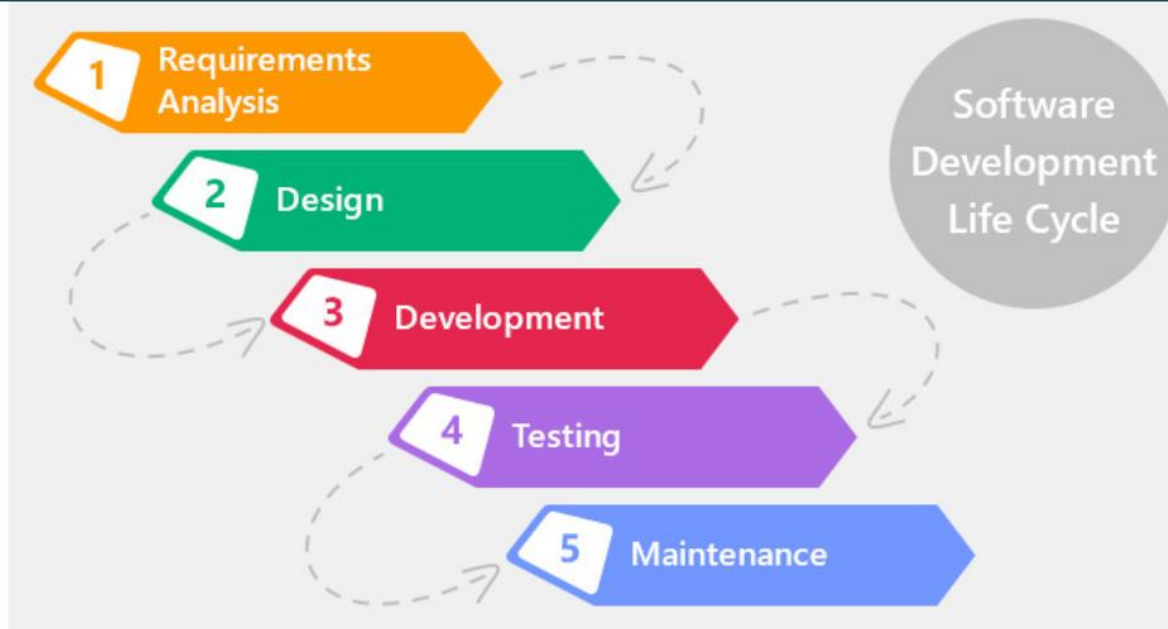 1
Requirements
Analysis
2
Design
3
Development
4
Testing
5
Maintenance
Software
Development
Life Cycle